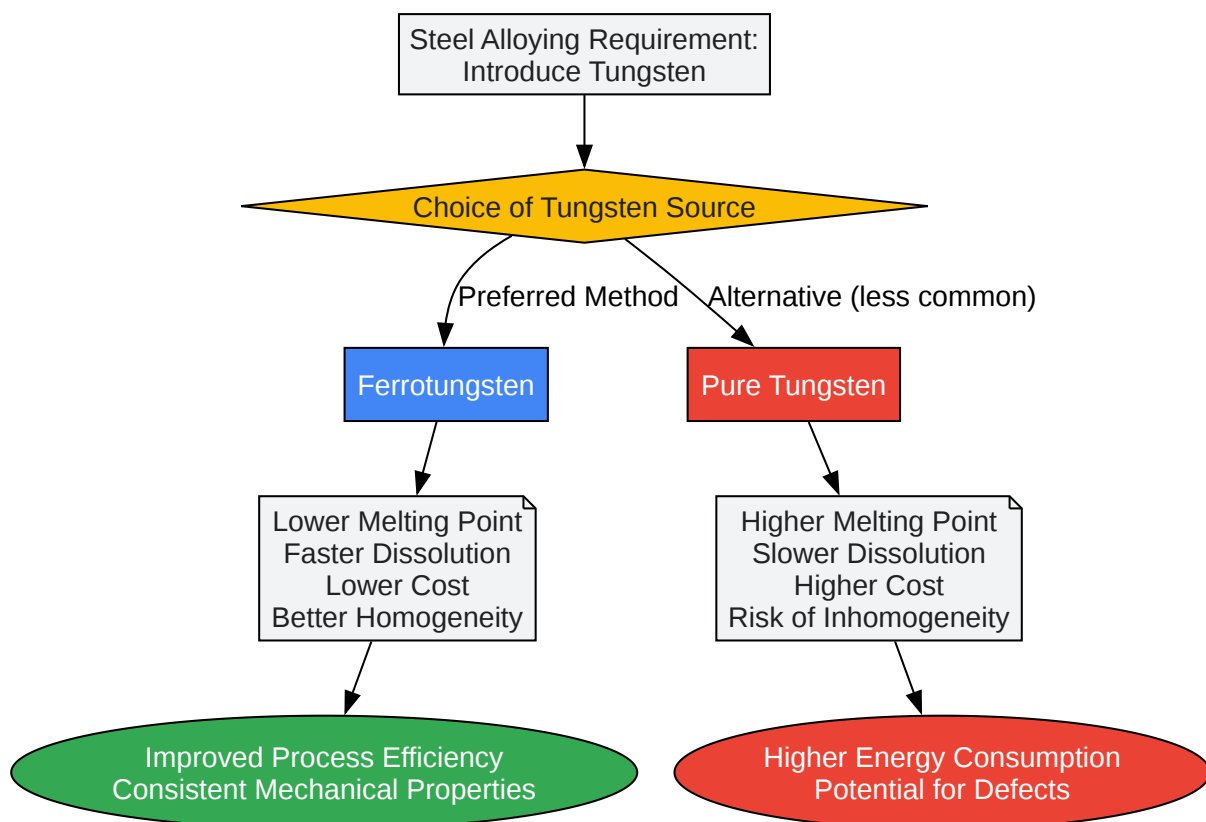 Steel Alloying Requirement:
Introduce Tungsten
Choice of Tungsten Source
Preferred Method
Alternative (less common)
Ferrotungsten
Pure Tungsten
Lower Melting Point
Faster Dissolution
Lower Cost
Better Homogeneity
Higher Melting Point
Slower Dissolution
Higher Cost
Risk of Inhomogeneity
Improved Process Efficiency
Consistent Mechanical Properties
Higher Energy Consumption
Potential for Defects